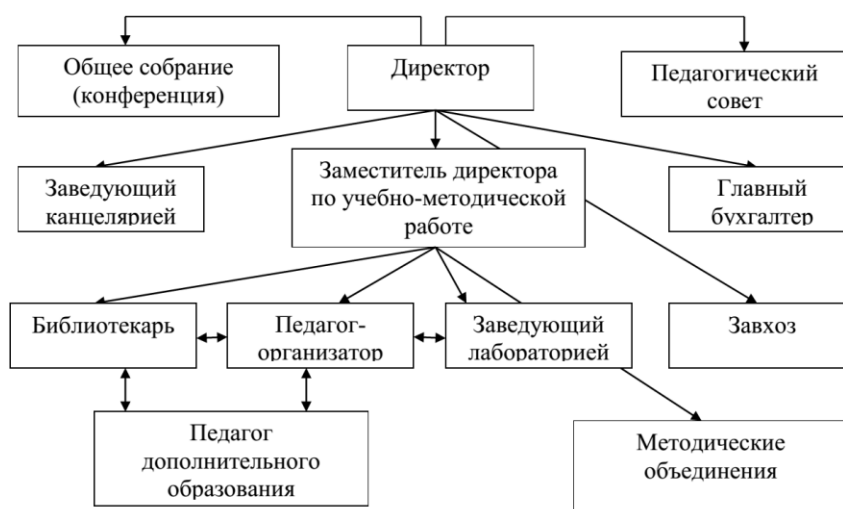 Общее собрание
(конференция)
Директор
Педагогический
совет
Заведующий
канцелярией
Заместитель директора
по учебно-методической
работе
Главный
бухгалтер
Библиотекарь
Педагог-
организатор
Заведующий
лабораторией
Завхоз
Педагог
дополнительного
образования
Методические
объединения